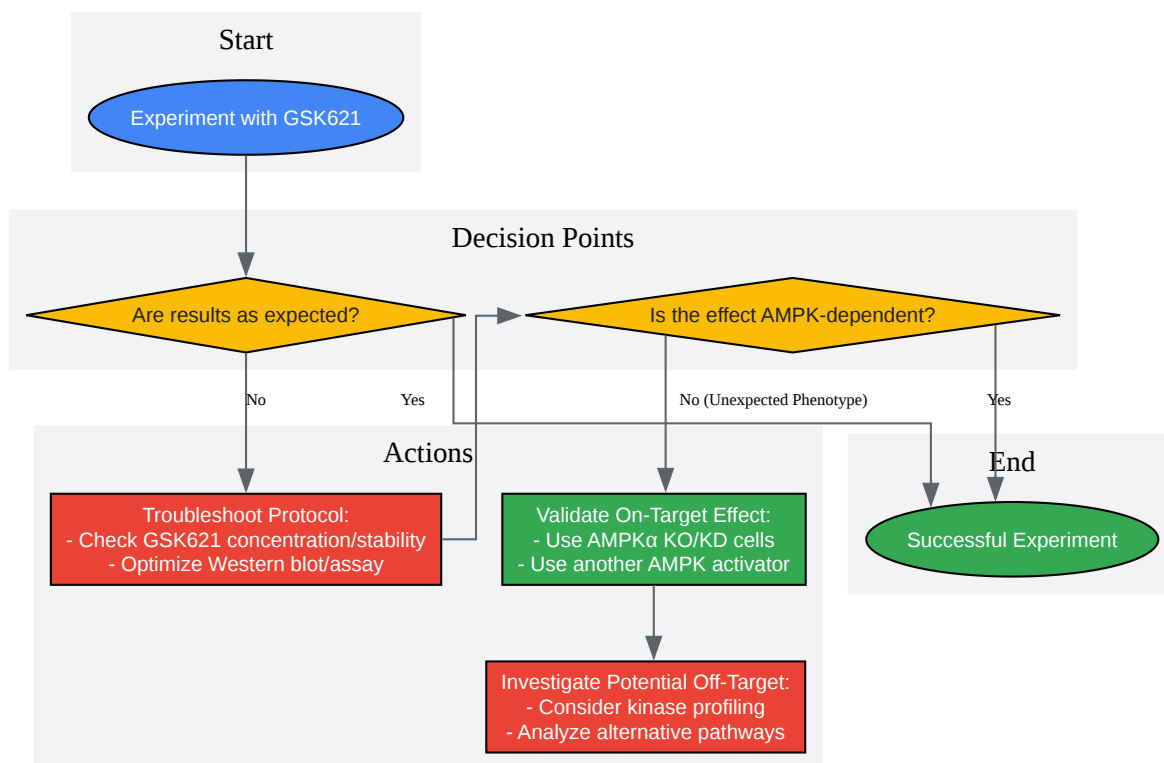 Start
Experiment with GSK621
Decision Points
Are results as expected?
Is the effect AMPK-dependent?
No
Yes
No (Unexpected Phenotype)
Yes
Actions
End
Troubleshoot Protocol:
- Check GSK621 concentration/stability
- Optimize Western blot/assay
Validate On-Target Effect:
- Use AMPKα KO/KD cells
- Use another AMPK activator
Successful Experiment
Investigate Potential Off-Target:
- Consider kinase profiling
- Analyze alternative pathways